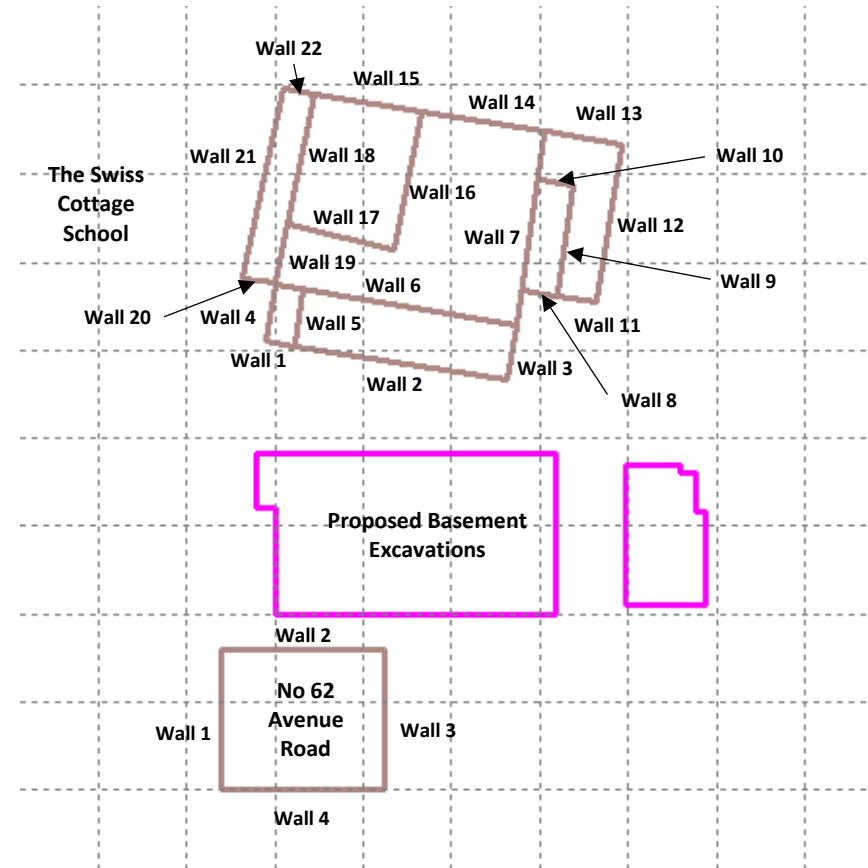 Wall 22
Wall 15
Wall 14
Wall 13
Wall 21
Wall 18
Wall 10
The Swiss
Cottage
School
Wall 16
Wall 17
Wall 12
Wall 7
Wall 19
Wall 6
Wall 9
Wall 20
Wall 4
Wall 5
Wall 11
Wall 1
Wall 2
Wall 3
Wall 8
Proposed Basement
Excavations
Wall 2
No 62
Avenue
Road
Wall 1
Wall 3
Wall 4